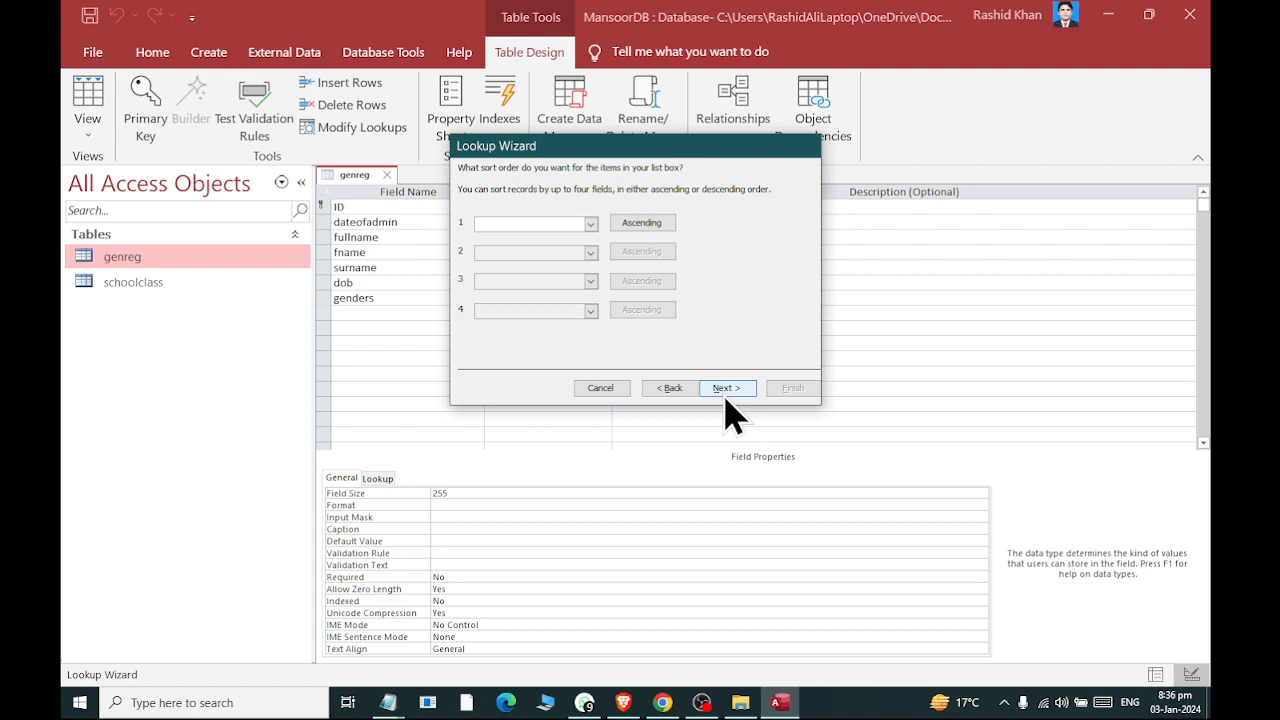 Table Tools
MansoorDB : Database- C:\Users\RashidAliLaptop\OneDrive\Doc...
Rashid Khan
File
Home
Create
External Data
Database Tools
Help
Table Design
Tell me what you want to do
View
Views
Primary Key
Builder
Test Validation Rules
Insert Rows
Delete Rows
Modify Lookups
Tools
Property
Indexes
Create Data
Rename/
Relationships
Object
All Access Objects
Search...
Tables
genreg
schoolclass
genreg
Field Name
Description (Optional)
ID
dateofadmin
fullname
fname
surname
dob
genders
Lookup Wizard
What sort order do you want for the items in your list box?
You can sort records by up to four fields, in either ascending or descending order.
1 Ascending
2 Ascending
3 Ascending
4 Ascending
Cancel
< Back
Next >
Finish
Field Properties
General
Lookup
Field Size 255
Format
Input Mask
Caption
Default Value
Validation Rule
Validation Text
Required No
Allow Zero Length Yes
Indexed No
Unicode Compression Yes
IME Mode No Control
IME Sentence Mode None
Text Align General
The data type determines the kind of values
that users can store in the field. Press F1 for
help on data types.
Lookup Wizard
Type here to search
17°C
ENG
8:36 pm
03-Jan-2024